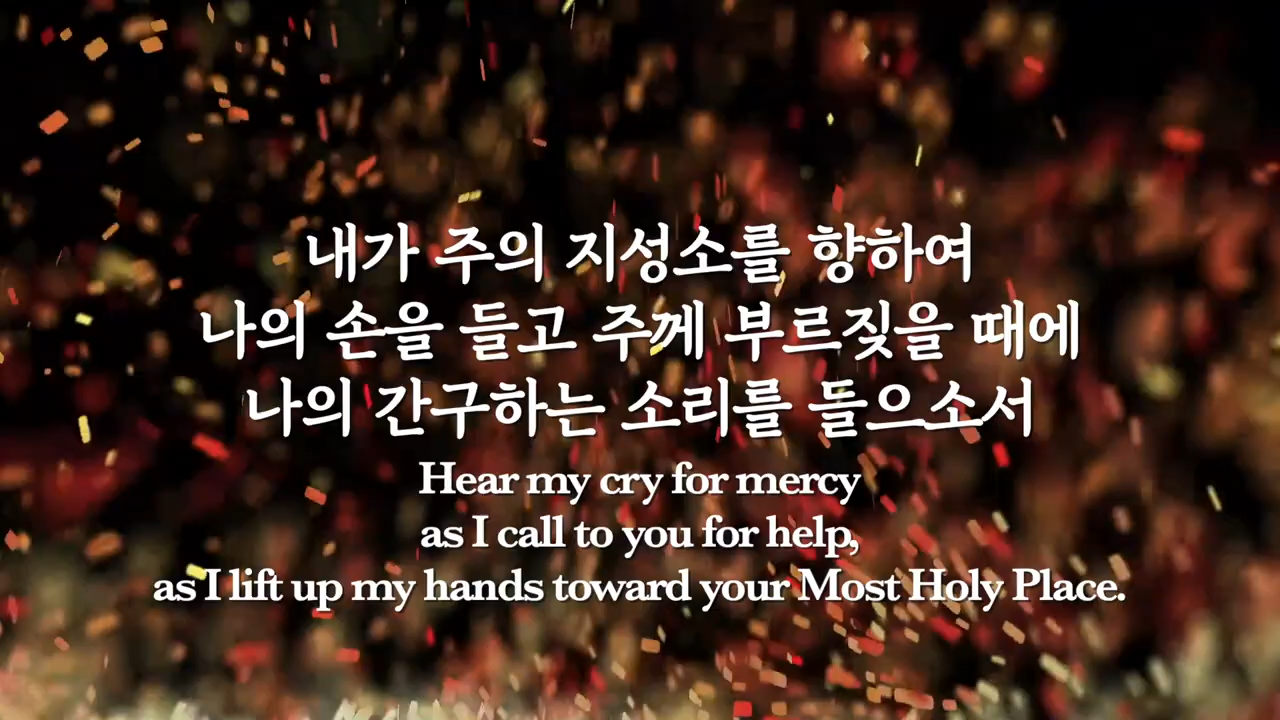 내가 주의 지성소를 향하여
나의 손을 들고 주께 부르짖을 때에
나의 간구하는 소리를 들으소서
Hear my cry for mercy
as I call to you for help,
as I lift up my hands toward your Most Holy Place.